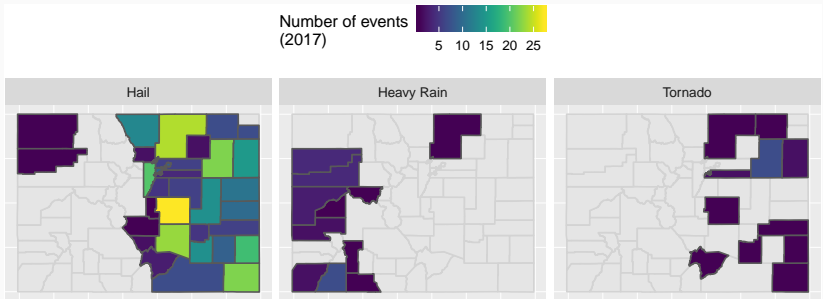 Number of events
(2017)
5 10 15 20 25
Hail
Heavy Rain
Tornado